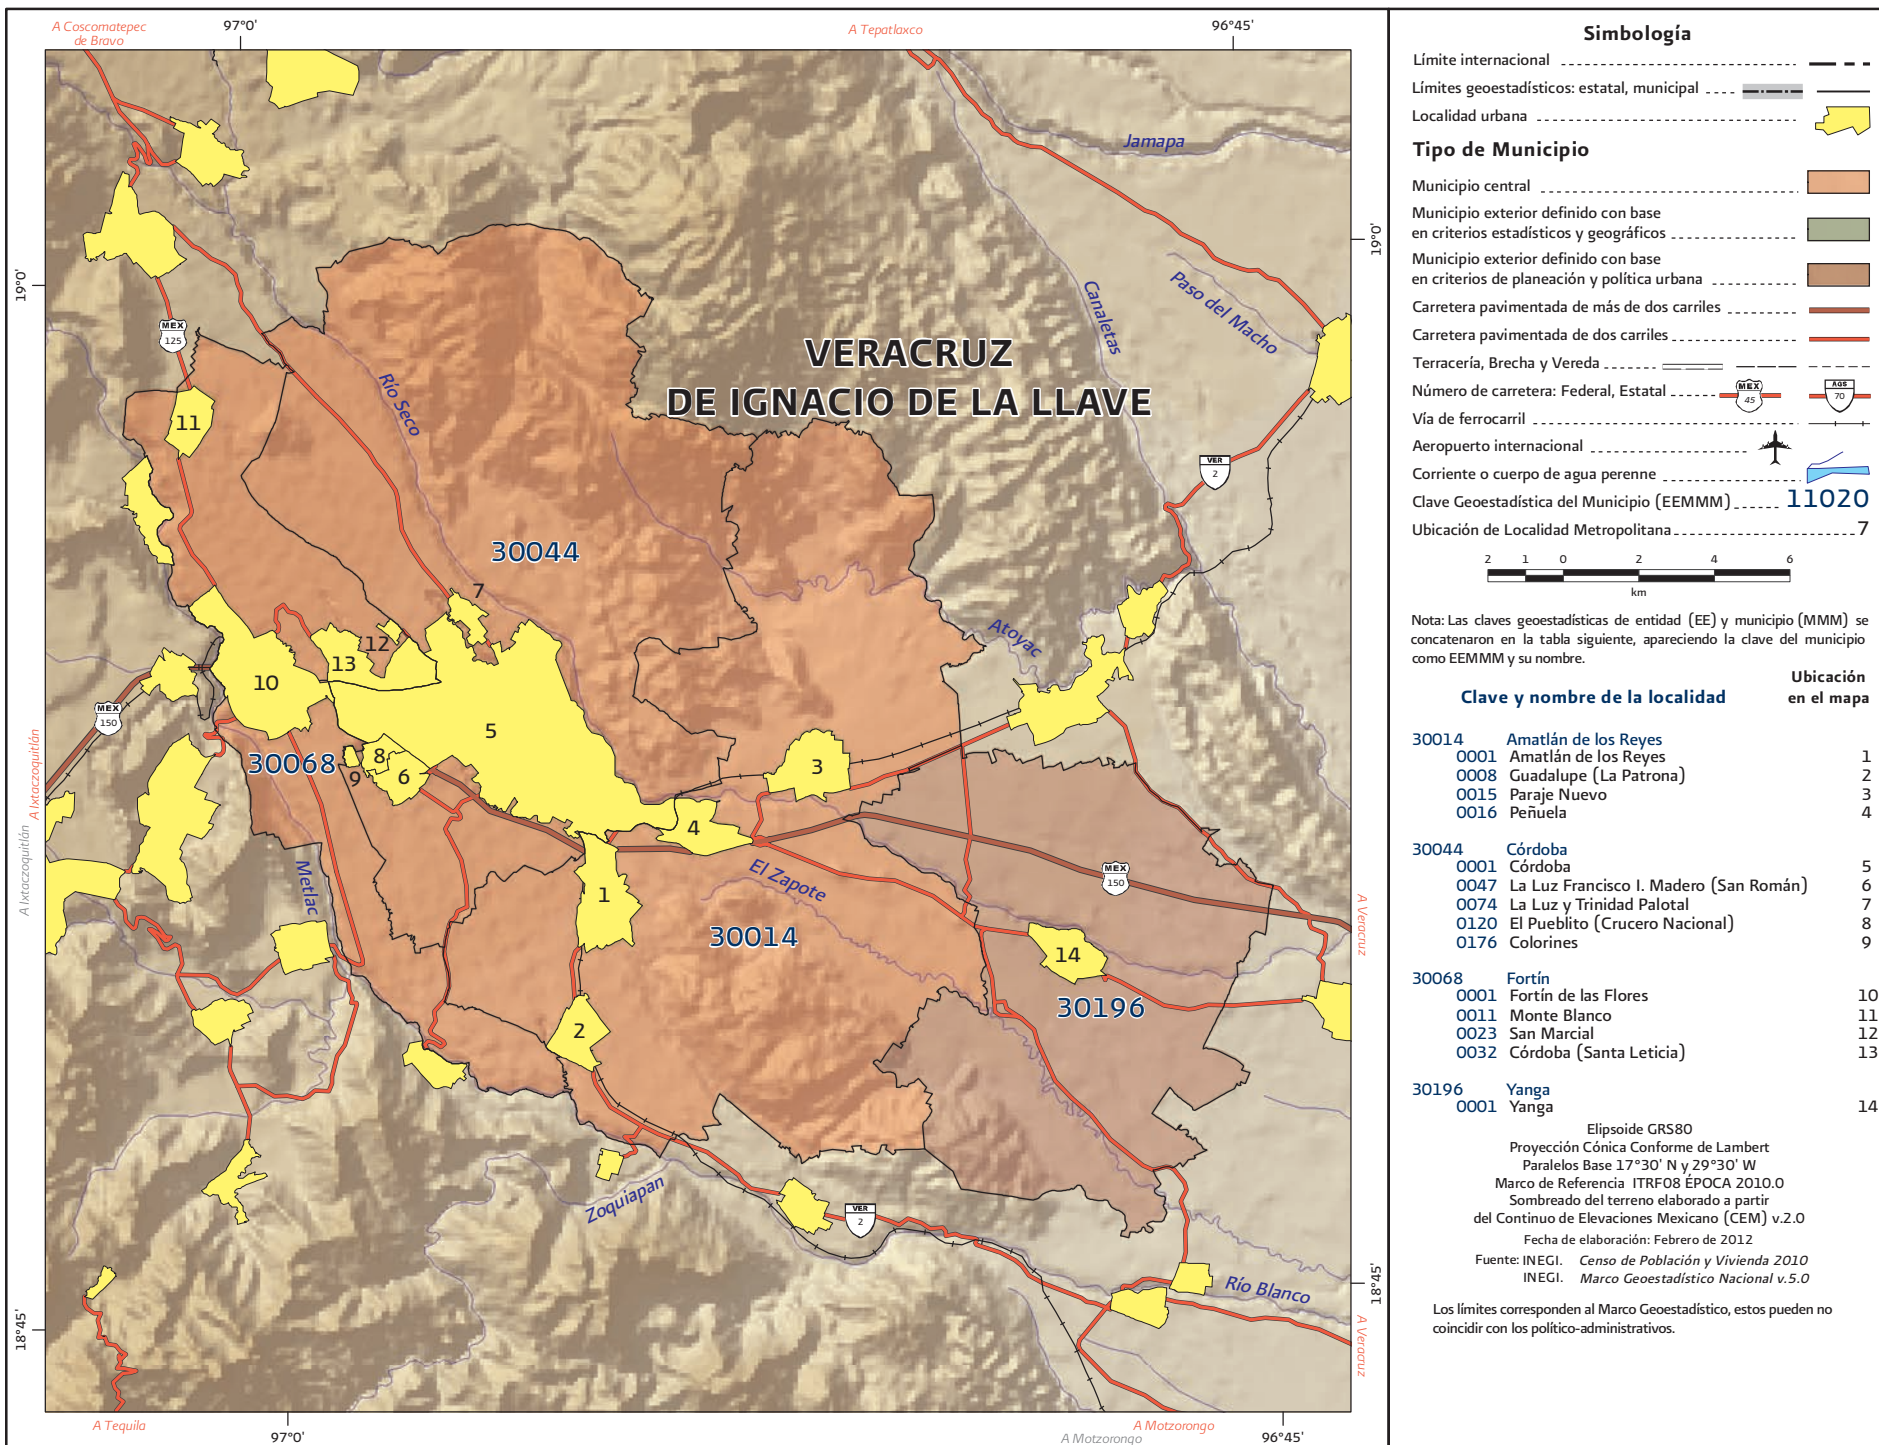 A Coscomatepec
de Bravo
97°0'
A Tepatlaxco
96°45'
19°0'
19°0'
Jamapa
Canaletas
Paso del Macho
MEX
125
VERACRUZ
DE IGNACIO DE LA LLAVE
Río Seco
11
VER
2
30044
7
12
13
Atoyac
10
5
MEX
150
A Ixtaczoquitlán
A Ixtaczoquitlán
30068
8
9
6
3
4
El Zapote
MEX
150
Metlac
1
30014
A Veracruz
14
30196
2
Zoquiapan
VER
2
Río Blanco
18°45'
18°45'
A Veracruz
A Tequila
97°0'
A Motzorongo
A Motzorongo
96°45'
Simbología
Límite internacional
Límites geoestadísticos: estatal, municipal
Localidad urbana
Tipo de Municipio
Municipio central
Municipio exterior definido con base
en criterios estadísticos y geográficos
Municipio exterior definido con base
en criterios de planeación y política urbana
Carretera pavimentada de más de dos carriles
Carretera pavimentada de dos carriles
Terracería, Brecha y Vereda
Número de carretera: Federal, Estatal MEX 45 AGS 70
Vía de ferrocarril
Aeropuerto internacional
Corriente o cuerpo de agua perenne
Clave Geoestadística del Municipio (EEMMM) 11020
Ubicación de Localidad Metropolitana 7
2 1 0 2 4 6
km
Nota: Las claves geoestadísticas de entidad (EE) y municipio (MMM) se
concatenaron en la tabla siguiente, apareciendo la clave del municipio
como EEMMM y su nombre.
Ubicación
Clave y nombre de la localidad en el mapa
30014 Amatlán de los Reyes
0001 Amatlán de los Reyes 1
0008 Guadalupe (La Patrona) 2
0015 Paraje Nuevo 3
0016 Peñuela 4
30044 Córdoba
0001 Córdoba 5
0047 La Luz Francisco I. Madero (San Román) 6
0074 La Luz y Trinidad Palotal 7
0120 El Pueblito (Crucero Nacional) 8
0176 Colorines 9
30068 Fortín
0001 Fortín de las Flores 10
0011 Monte Blanco 11
0023 San Marcial 12
0032 Córdoba (Santa Leticia) 13
30196 Yanga
0001 Yanga 14
Elipsoide GRS80
Proyección Cónica Conforme de Lambert
Paralelos Base 17°30' N y 29°30' W
Marco de Referencia ITRF08 ÉPOCA 2010.0
Sombreado del terreno elaborado a partir
del Continuo de Elevaciones Mexicano (CEM) v.2.0
Fecha de elaboración: Febrero de 2012
Fuente: INEGI. Censo de Población y Vivienda 2010
INEGI. Marco Geoestadístico Nacional v.5.0
Los límites corresponden al Marco Geoestadístico, estos pueden no
coincidir con los político-administrativos.